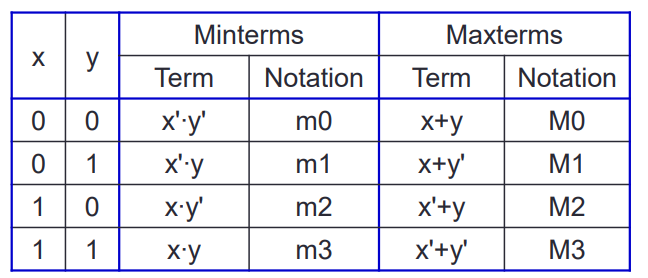 x y Minterms Maxterms
Term Notation Term Notation
0 0 x'·y' m0 x+y M0
0 1 x'·y m1 x+y' M1
1 0 x·y' m2 x'+y M2
1 1 x·y m3 x'+y' M3